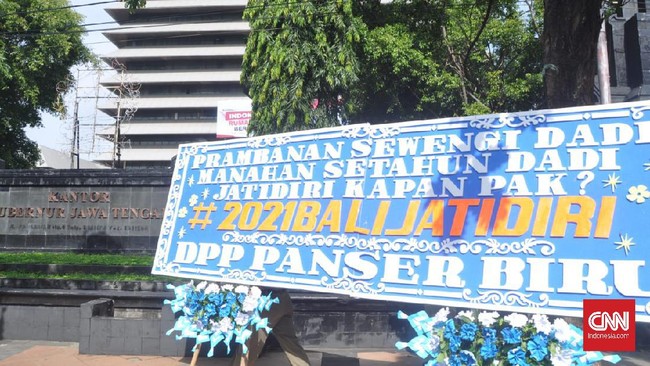 KANTOR
GUBERNUR JAWA TENGAH
PRAMBANAN SEWENGI DADI
MANAHAN SETAHUN DADI
JATIDIRI KAPAN PAK ?
#2021BALIJATIDIRI
DPP PANSER BIRU
CNN
Indonesia.com